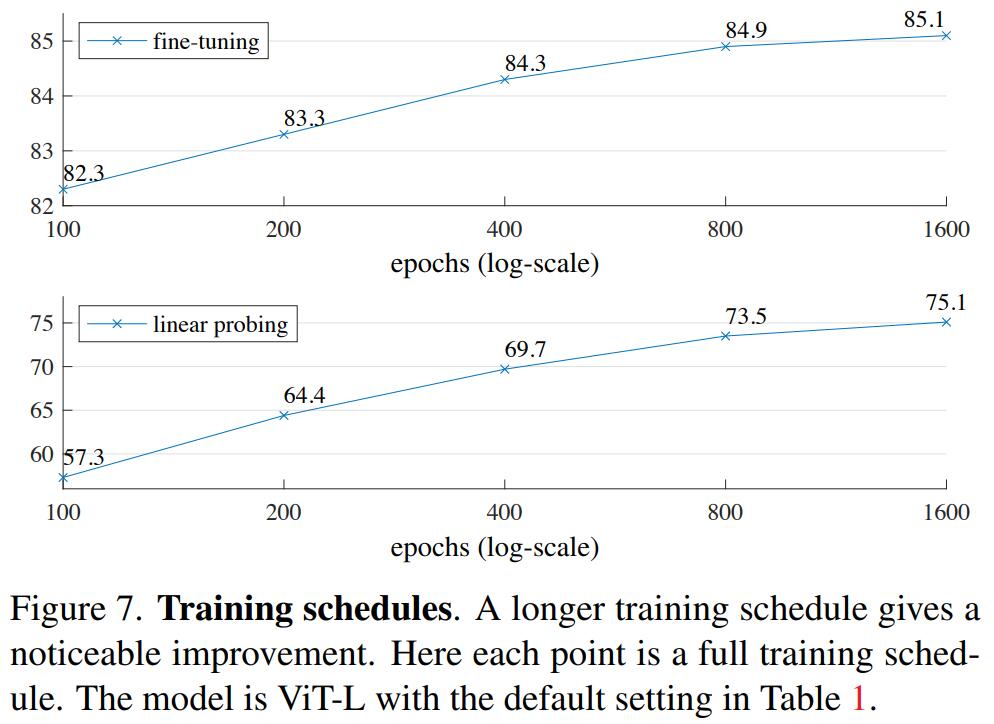 85
84
83
82
fine-tuning
82.3
83.3
84.3
84.9
85.1
100 200 400 800 1600
epochs (log-scale)
75
70
65
60
linear probing
57.3
64.4
69.7
73.5
75.1
100 200 400 800 1600
epochs (log-scale)
Figure 7. Training schedules. A longer training schedule gives a
noticeable improvement. Here each point is a full training sched-
ule. The model is ViT-L with the default setting in Table 1.